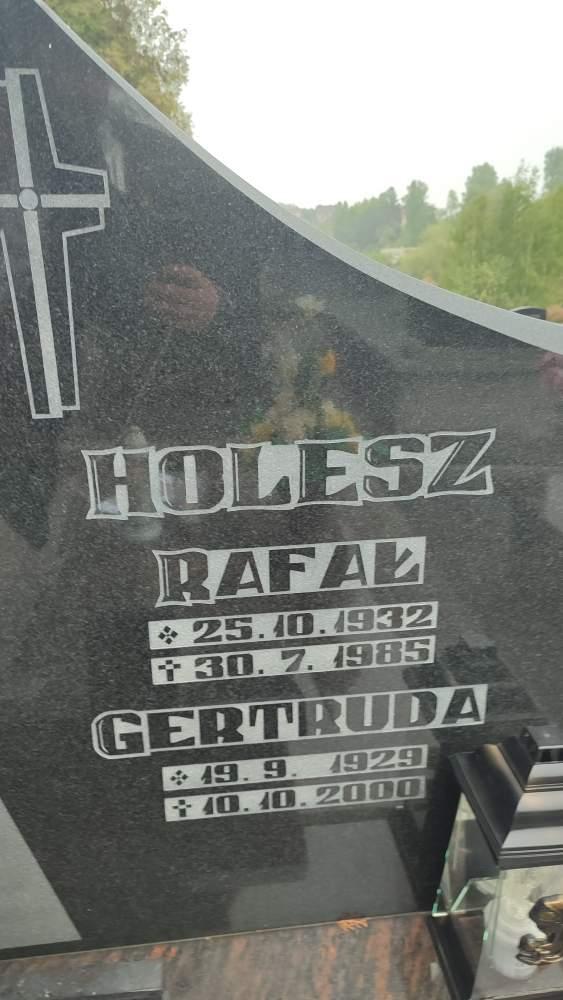 HOLESZ
RAFAŁ
25.10.1932
30. 7. 1985
GERTRUDA
19. 9. 1929
10.10.2000